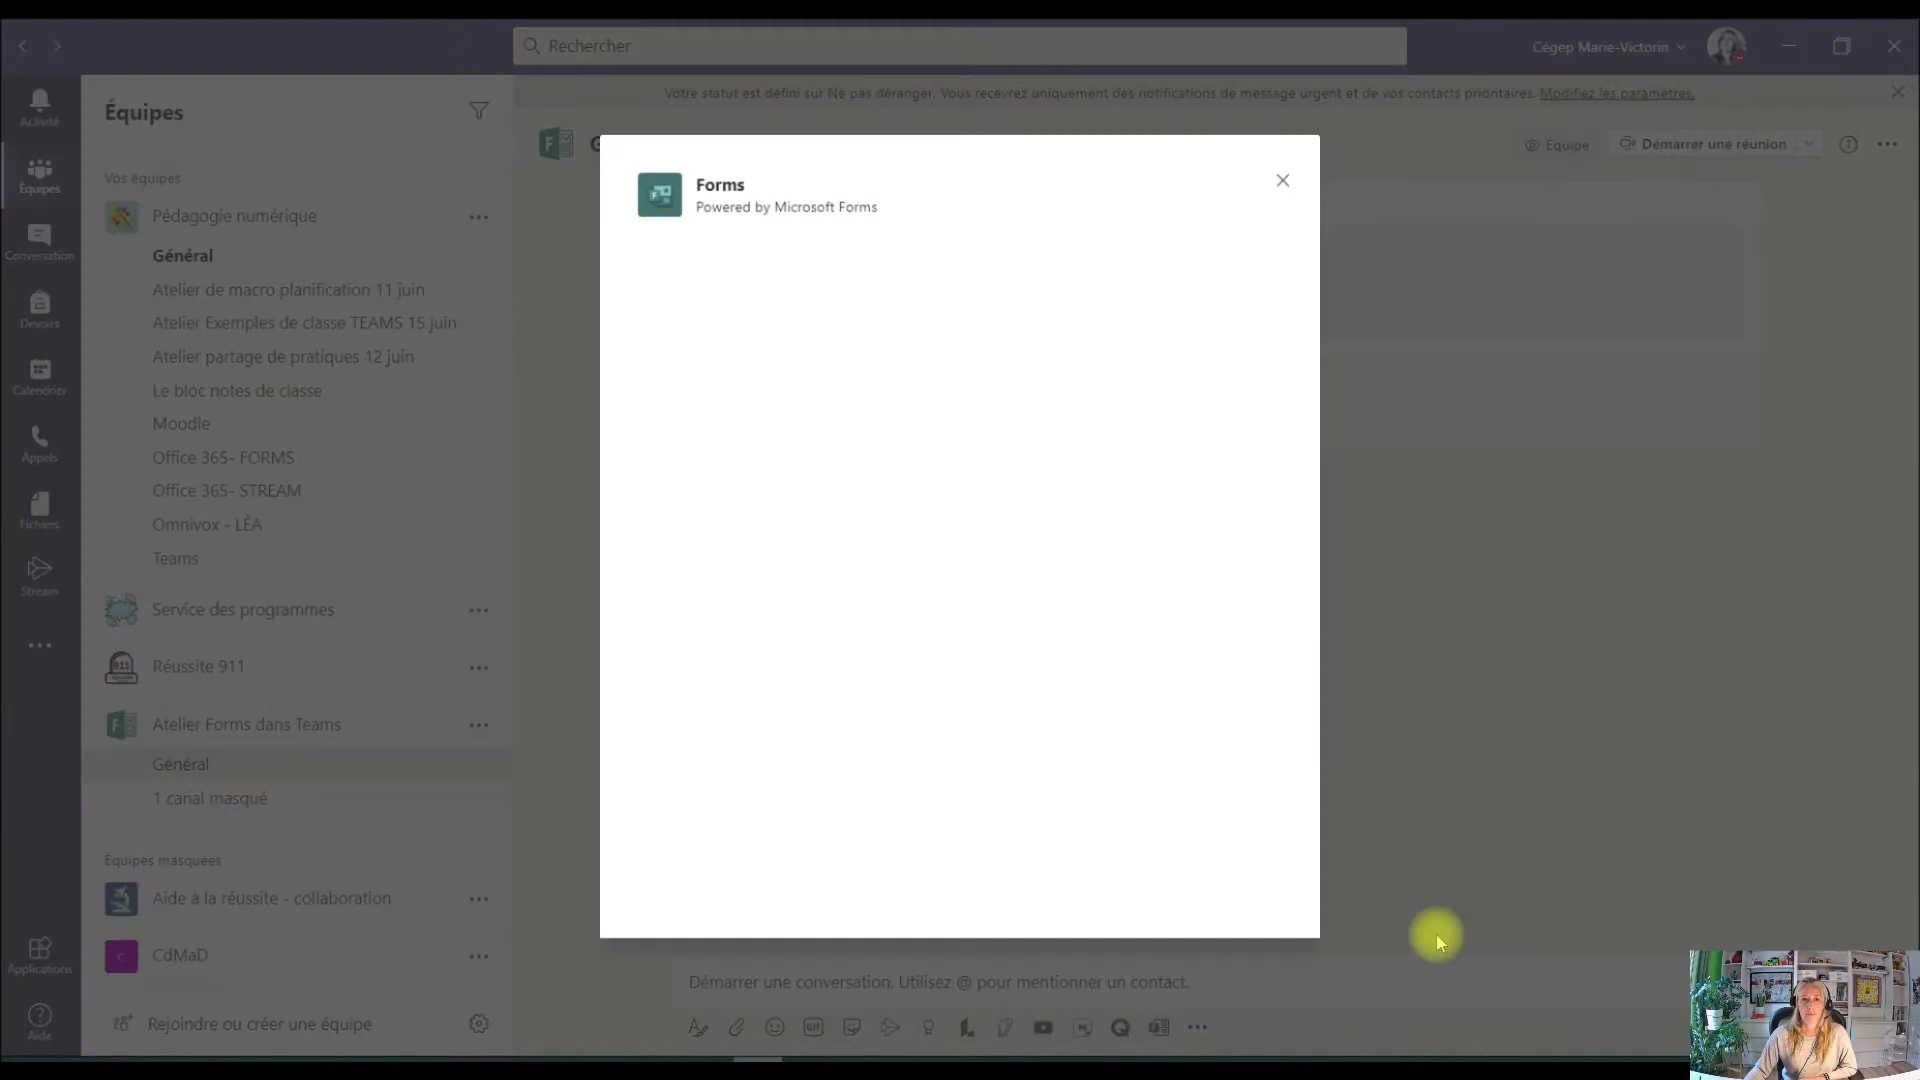 Rechercher
Cégep Marie-Victorin
Activité
Équipes
Conversation
Devoirs
Calendrier
Appels
Fichiers
Stream
Applications
Aide
Équipes
Vos équipes
Pédagogie numérique
Général
Atelier de macro planification 11 juin
Atelier Exemples de classe TEAMS 15 juin
Atelier partage de pratiques 12 juin
Le bloc notes de classe
Moodle
Office 365- FORMS
Office 365- STREAM
Omnivox - LÉA
Teams
Service des programmes
911
Réussite 911
F
Atelier Forms dans Teams
Général
1 canal masqué
Équipes masquées
Aide à la réussite - collaboration
C
CdMaD
Rejoindre ou créer une équipe
Votre statut est défini sur Ne pas déranger. Vous recevrez uniquement des notifications de message urgent et de vos contacts prioritaires. Modifiez les paramètres.
F
G
Équipe
Démarrer une réunion
F
Forms
Powered by Microsoft Forms
Démarrer une conversation. Utilisez @ pour mentionner un contact.
GIF